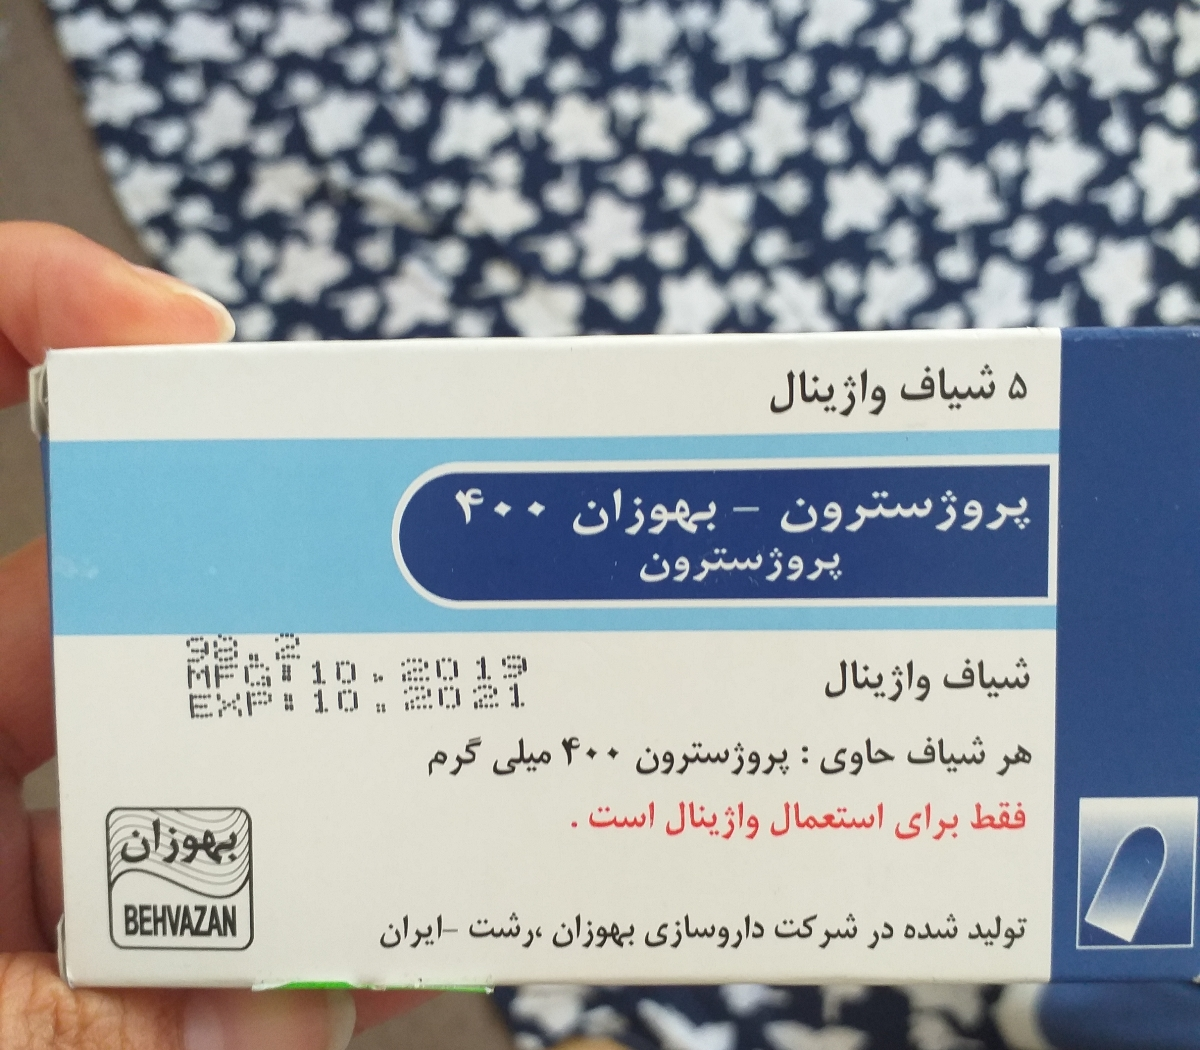 ۵ شیاف واژینال
پروژسترون – بهوزان ۴۰۰
پروژسترون
98.2
MFG:10.2019
EXP:10.2021
شیاف واژینال
هر شیاف حاوی : پروژسترون ۴۰۰ میلی گرم
فقط برای استعمال واژینال است .
بهوزان
BEHVAZAN
تولید شده در شرکت داروسازی بهوزان ،رشت –ایران